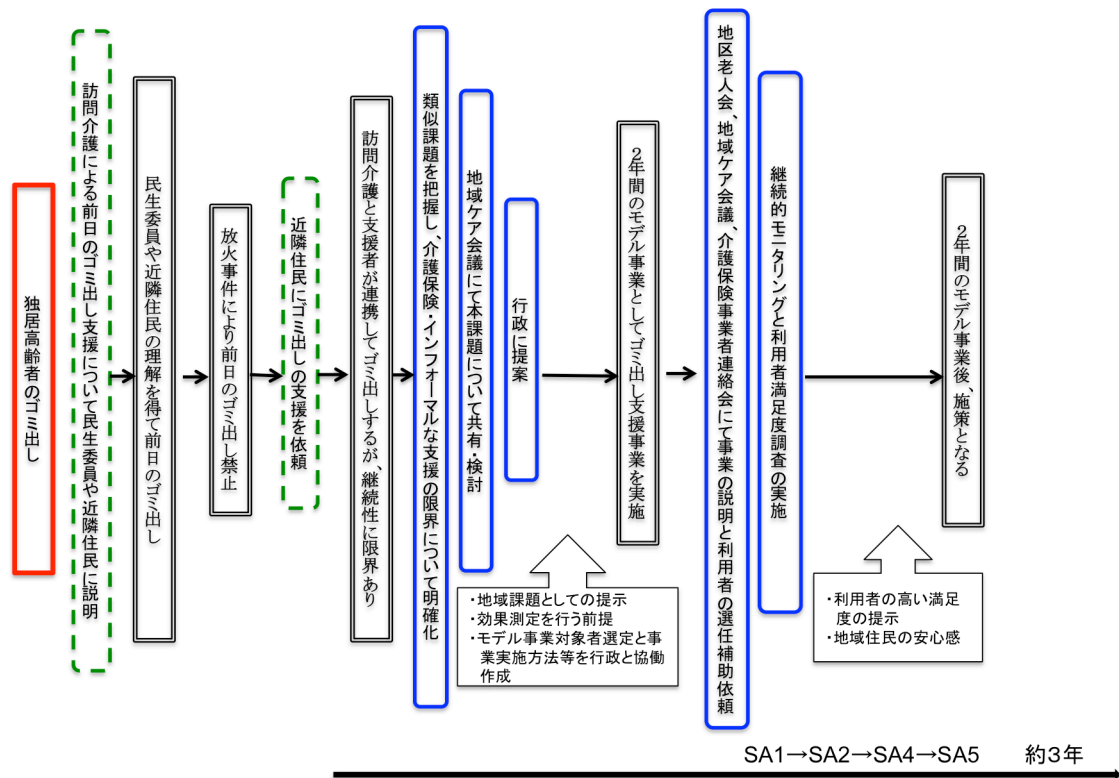 独居高齢者のゴミ出し
訪問介護による前日のゴミ出し支援について民生委員や近隣住民に説明
民生委員や近隣住民の理解を得て前日のゴミ出し
放火事件により前日のゴミ出し禁止
近隣住民にゴミ出しの支援を依頼
訪問介護と支援者が連携してゴミ出しするが、継続性に限界あり
類似課題を把握し、介護保険・インフォーマルな支援の限界について明確化
地域ケア会議にて本課題について共有・検討
行政に提案
・地域課題としての提示
・効果測定を行う前提
・モデル事業対象者選定と事
業実施方法等を行政と協働
作成
２年間のモデル事業としてゴミ出し支援事業を実施
地区老人会、地域ケア会議、介護保険事業者連絡会にて事業の説明と利用者の選任補助依頼
継続的モニタリングと利用者満足度調査の実施
・利用者の高い満足
度の提示
・地域住民の安心感
２年間のモデル事業後、施策となる
SA1→SA2→SA4→SA5 約３年